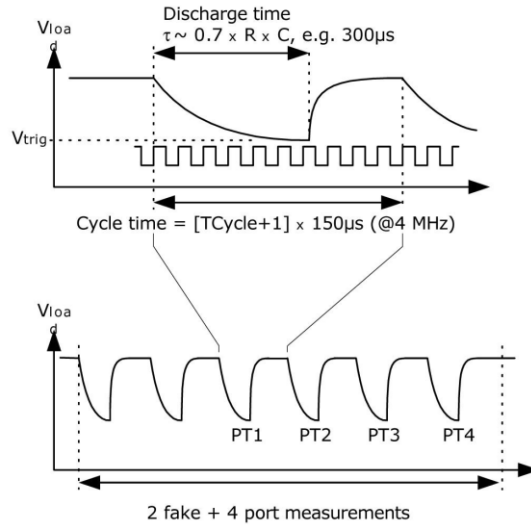 Discharge time
τ~ 0.7 x R x C, e.g. 300µs
Vloa
d
Vtrig
Cycle time = [TCycle+1] x 150µs (@4 MHz)
Vloa
d
PT1 PT2 PT3 PT4
2 fake + 4 port measurements